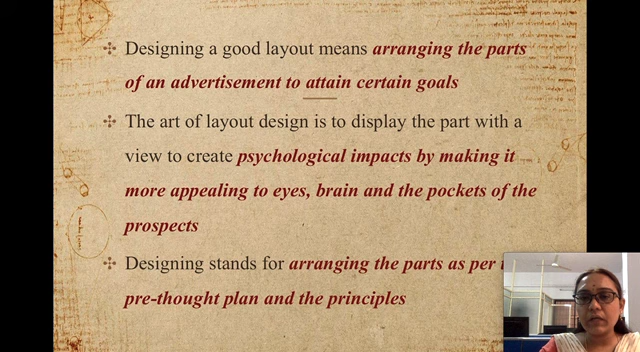 Designing a good layout means arranging the parts
of an advertisement to attain certain goals
The art of layout design is to display the part with a
view to create psychological impacts by making it
more appealing to eyes, brain and the pockets of the
prospects
Designing stands for arranging the parts as per
pre-thought plan and the principles